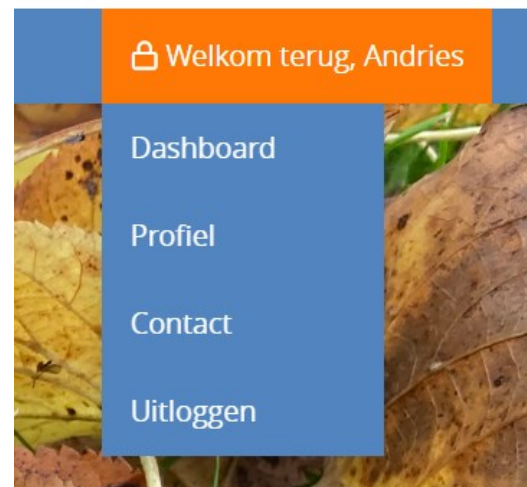 Welkom terug, Andries
Dashboard
Profiel
Contact
Uitloggen